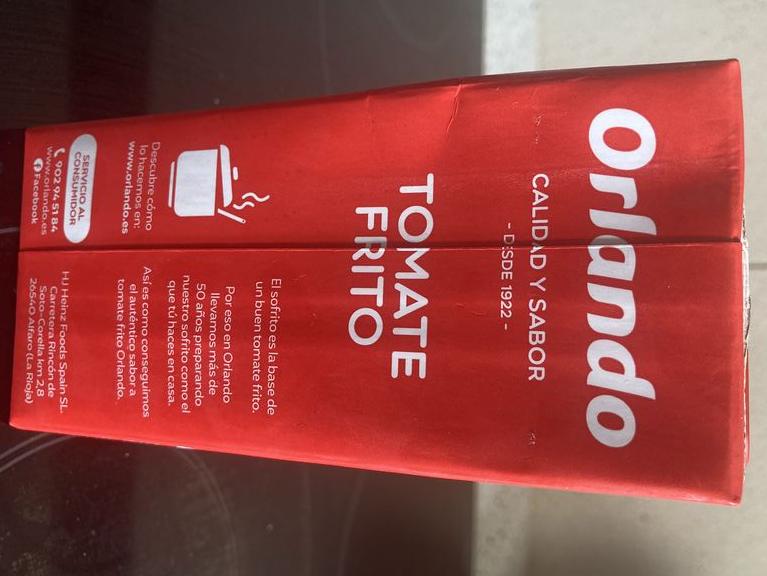 Orlando
CALIDAD Y SABOR
- DESDE 1922 -
TOMATE
FRITO
El sofrito es la base de
un buen tomate frito.
Por eso en Orlando
llevamos más de
50 años preparando
nuestro sofrito como el
que tú haces en casa.
Así es como conseguimos
el auténtico sabor a
tomate frito Orlando.
Descubre cómo
lo hacemos en:
www.orlando.es
SERVICIO AL
CONSUMIDOR
902 94 51 84
www.orlando.es
Facebook
HJ Heinz Foods Spain SL.
Carretera Rincón de
Soto-Corella km 2,8
26540 Alfaro (La Rioja)